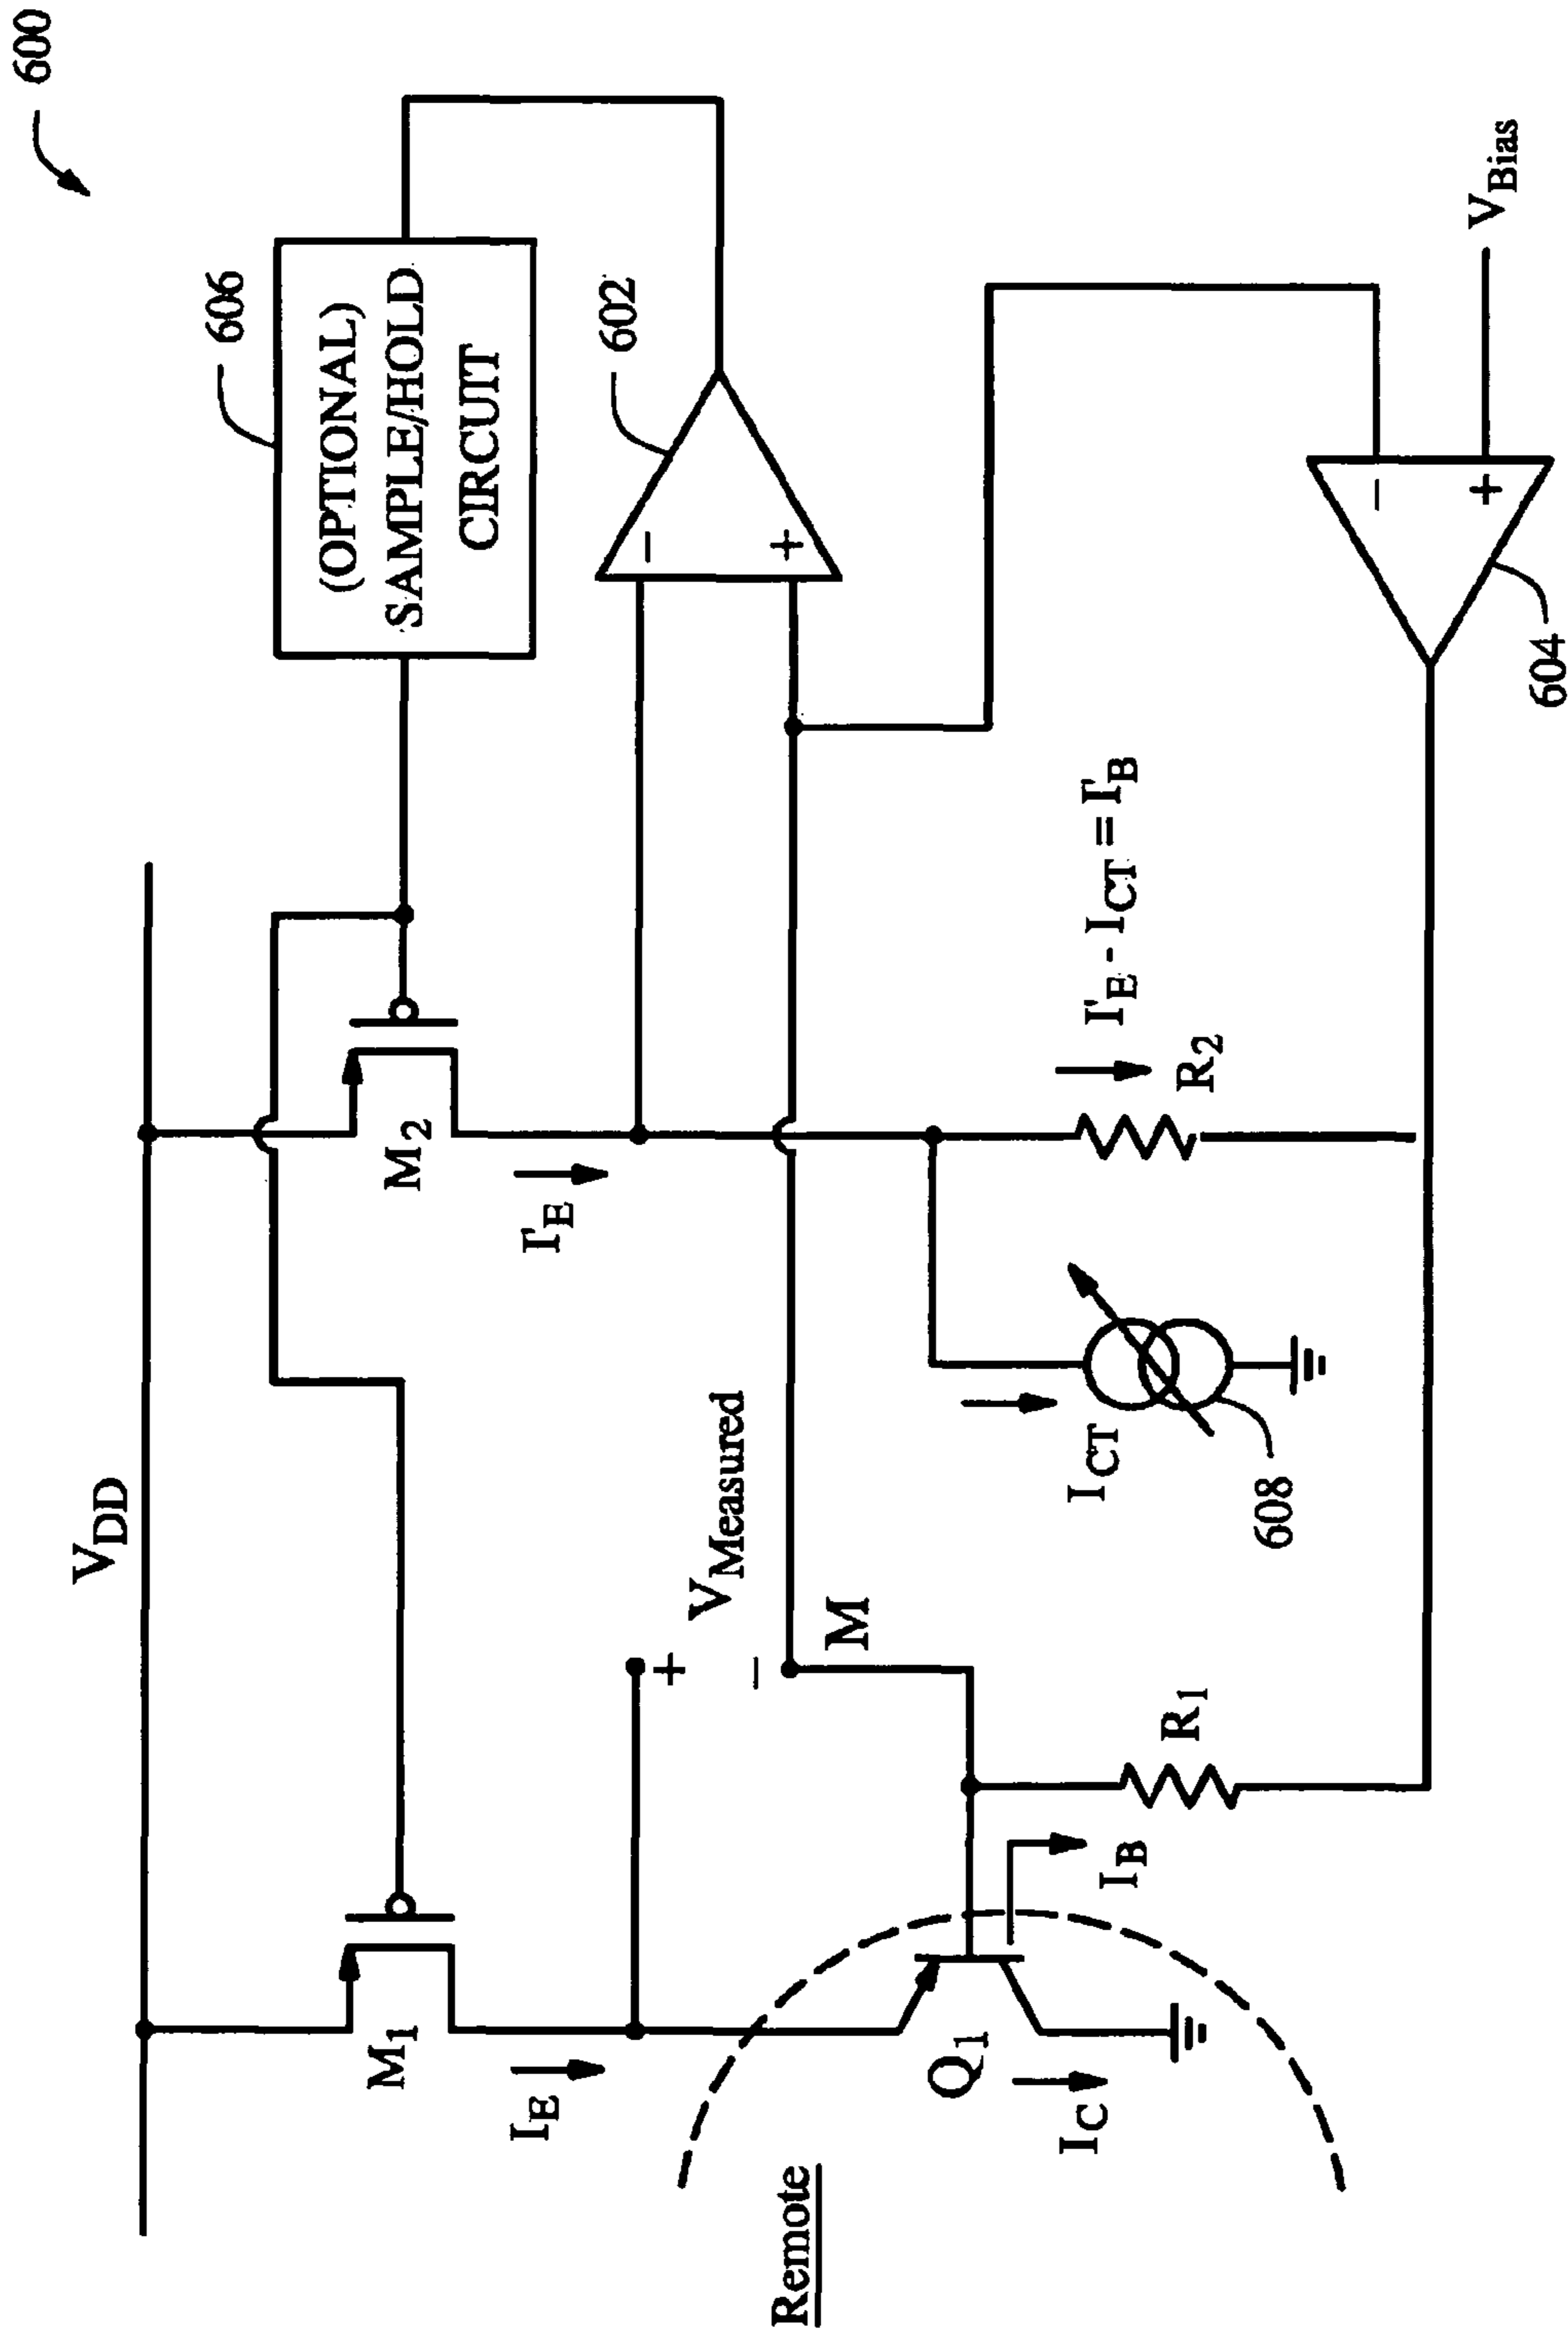 600
V_DD
606
(OPTIONAL)
SAMPLE/HOLD
CIRCUIT
M_1
M_2
602
I_E
I'_E
−
+
+
V_Measured
−
M
Remote
Q_1
I_C
I_B
R_1
I_CT
608
R_2
I'_E - I_CT = I'_B
−
+
V_Bias
604